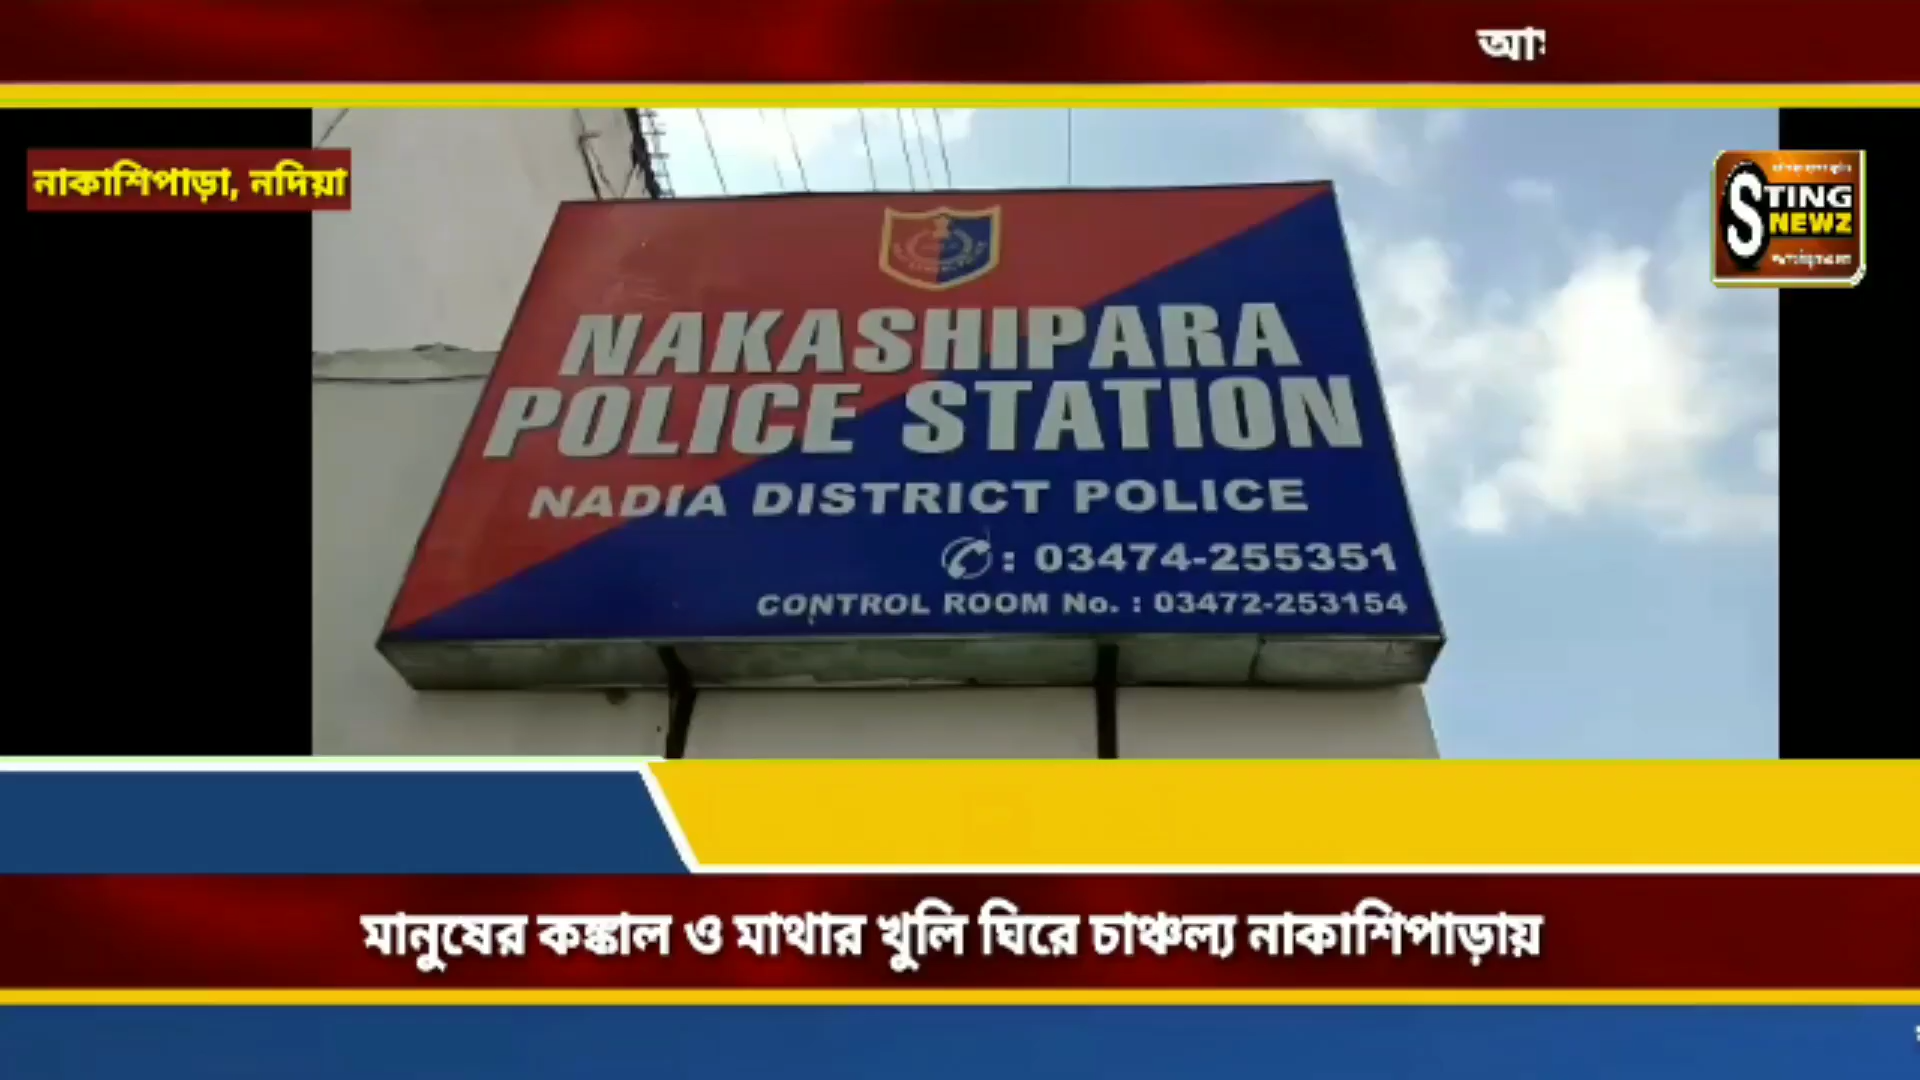 নাকাশিপাড়া, নদিয়া
STING
NEWZ
NAKASHIPARA
POLICE STATION
NADIA DISTRICT POLICE
: 03474-255351
CONTROL ROOM No. : 03472-253154
মানুষের কঙ্কাল ও মাথার খুলি ঘিরে চাঞ্চল্য নাকাশিপাড়ায়